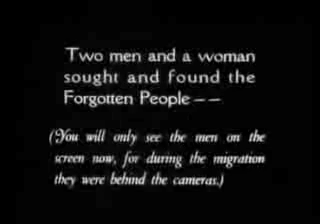 Two men and a woman
sought and found the
Forgotten People--
(You will only see the men on the
screen now, for during the migration
they were behind the cameras.)